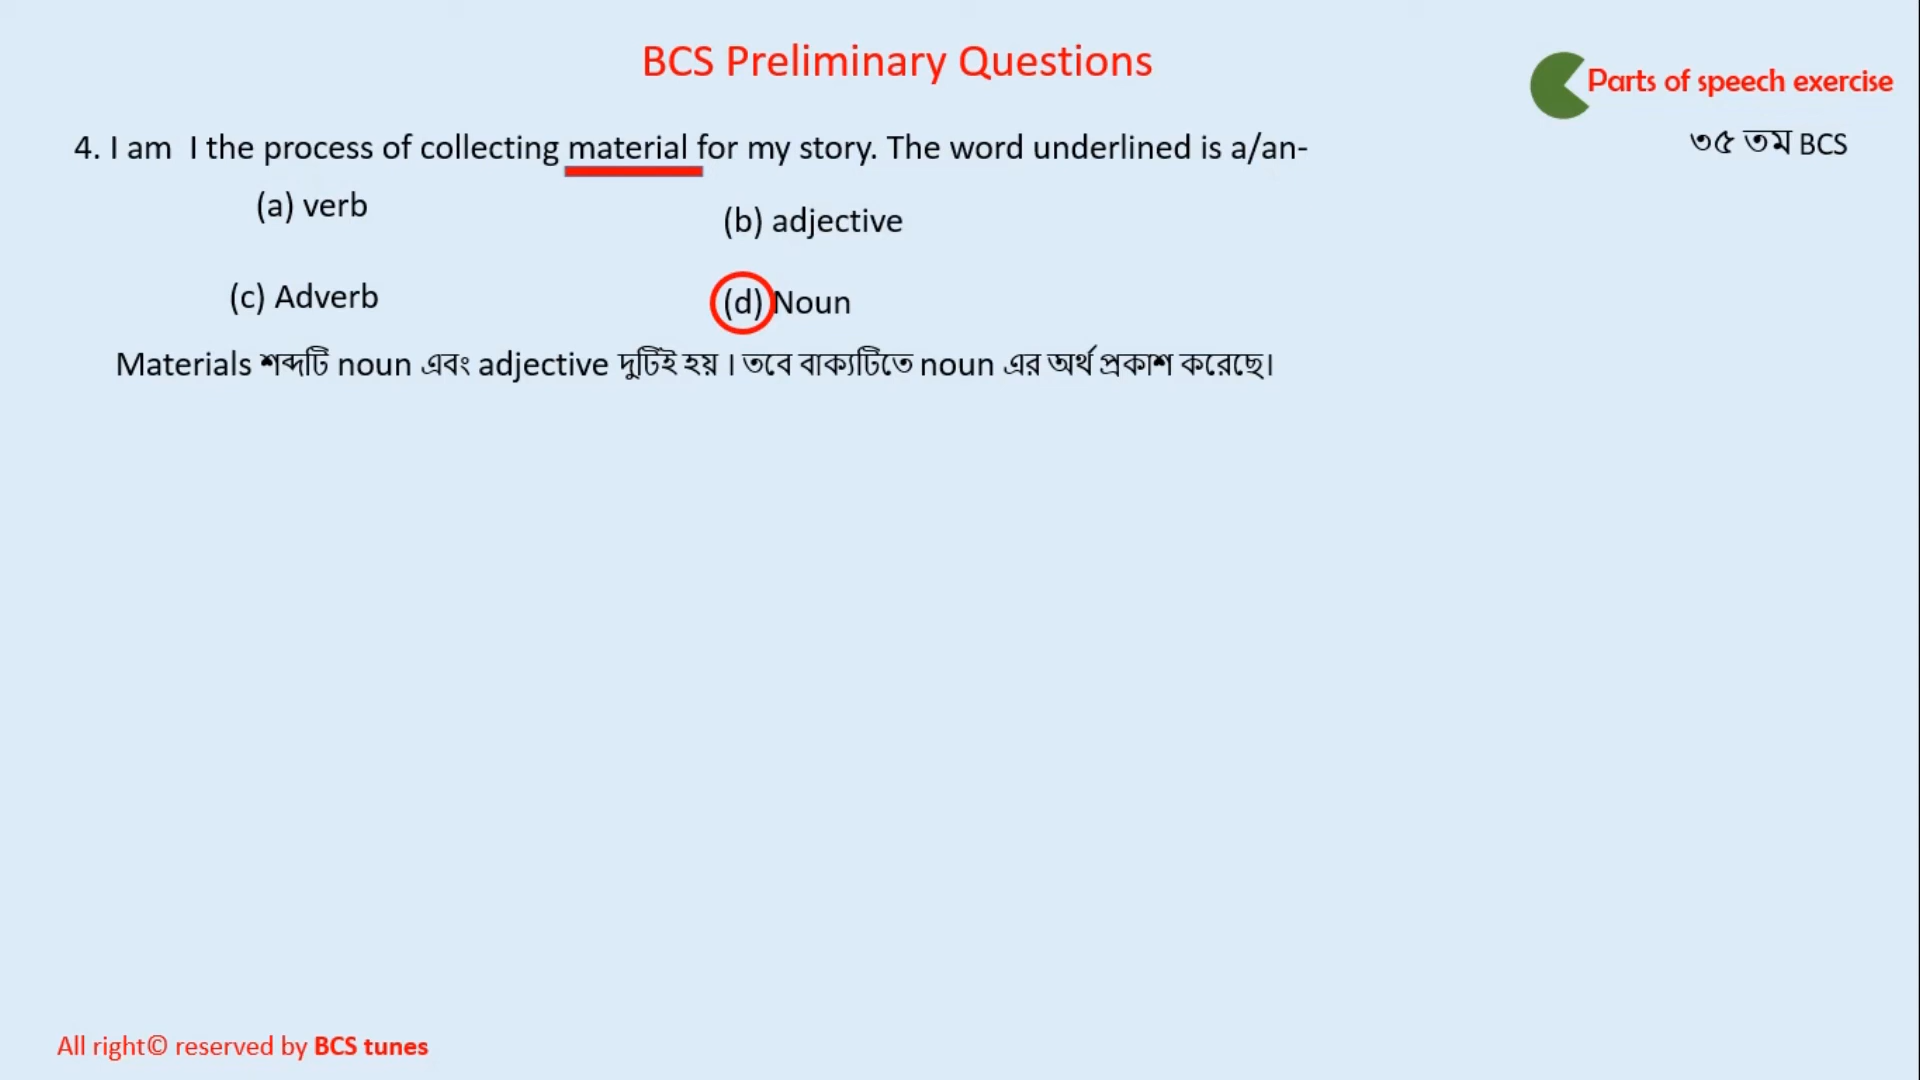 BCS Preliminary Questions
Parts of speech exercise
৩৫ তম BCS
4. I am  I the process of collecting material for my story. The word underlined is a/an-
(a) verb
(b) adjective
(c) Adverb
(d) Noun
Materials শব্দটি noun এবং adjective দুটিই হয় । তবে বাক্যটিতে noun এর অর্থ প্রকাশ করেছে।
All right© reserved by BCS tunes